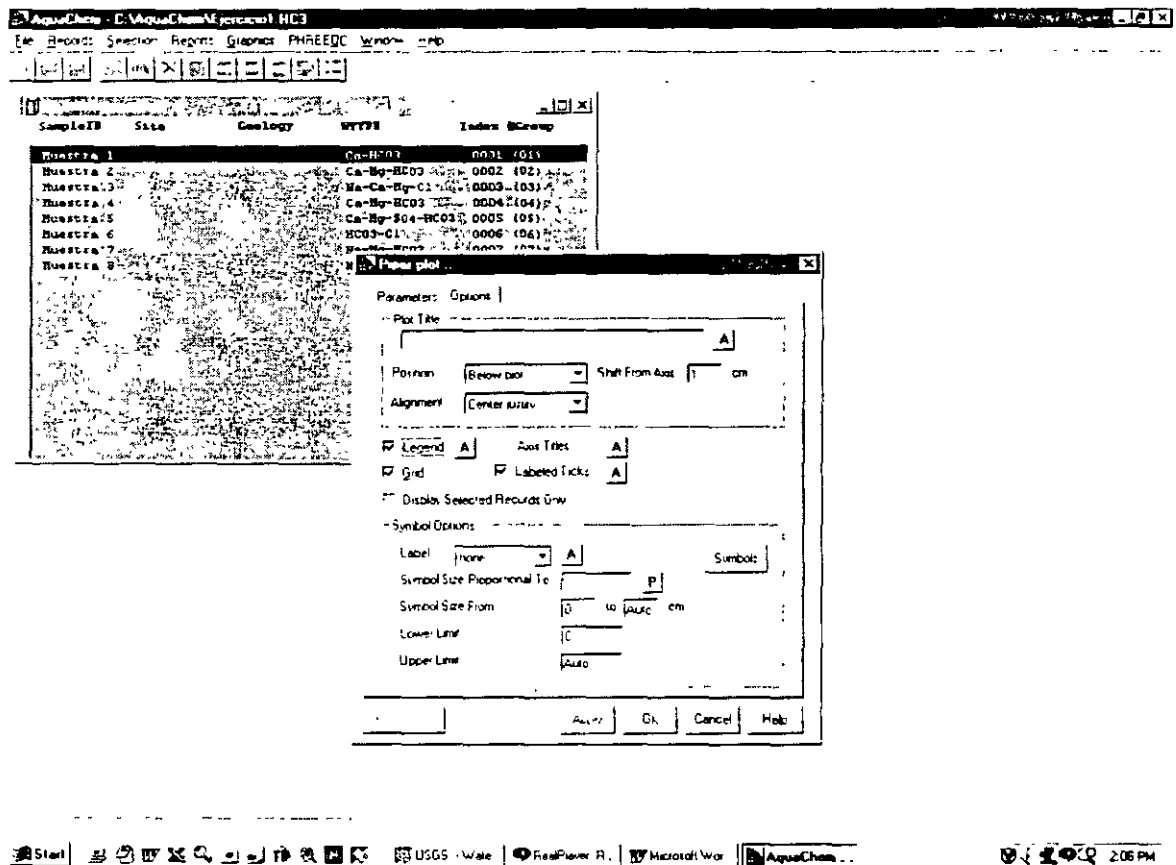 AquaChem - C:\AquaChem\Ejercicio1.HC3
File Records Selection Reports Graphics PHREEQC Window Help
SampleID Site Geology WTYPE Index @Group
Muestra 1 Ca-HCO3 0001 (01)
Muestra 2 Ca-Mg-HCO3 0002 (02)
Muestra 3 Na-Ca-Mg-Cl 0003 (03)
Muestra 4 Ca-Mg-HCO3 0004 (04)
Muestra 5 Ca-Mg-SO4-HCO3 0005 (05)
Muestra 6 HCO3-Cl 0006 (06)
Muestra 7 Na-Mg-HCO3 0007 (07)
Muestra 8
Piper plot...
Parameters Options
Plot Title
A
Position Below plot Shift From Axis 1 cm
Alignment Center
Legend A Axis Titles A
Grid Labeled Ticks A
Display Selected Records Only
Symbol Options
Label none A Symbols
Symbol Size Proportional To P
Symbol Size From 0 to Auto cm
Lower Limit 0
Upper Limit Auto
Apply Ok Cancel Help
Start USGS - Wate RealPlayer R. Microsoft Wor AquaChem... 2:06 PM